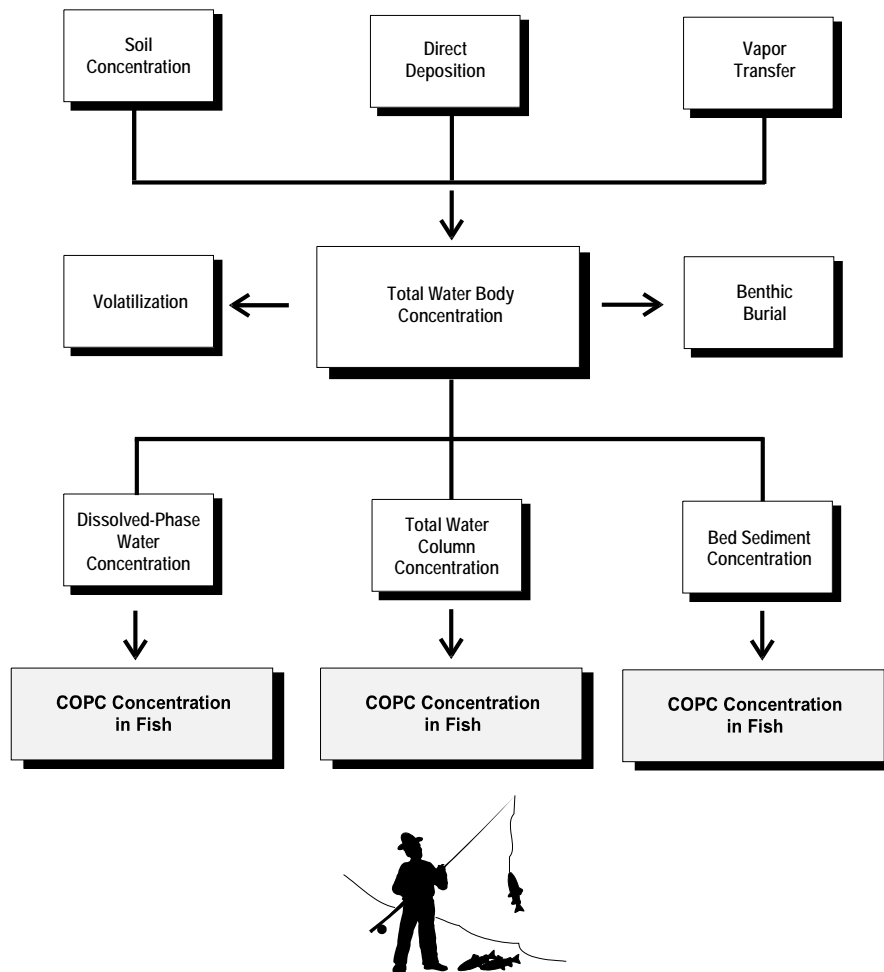 Soil
Concentration
Direct
Deposition
Vapor
Transfer
Volatilization
Total Water Body
Concentration
Benthic
Burial
Dissolved-Phase
Water
Concentration
Total Water
Column
Concentration
Bed Sediment
Concentration
COPC Concentration
in Fish
COPC Concentration
in Fish
COPC Concentration
in Fish